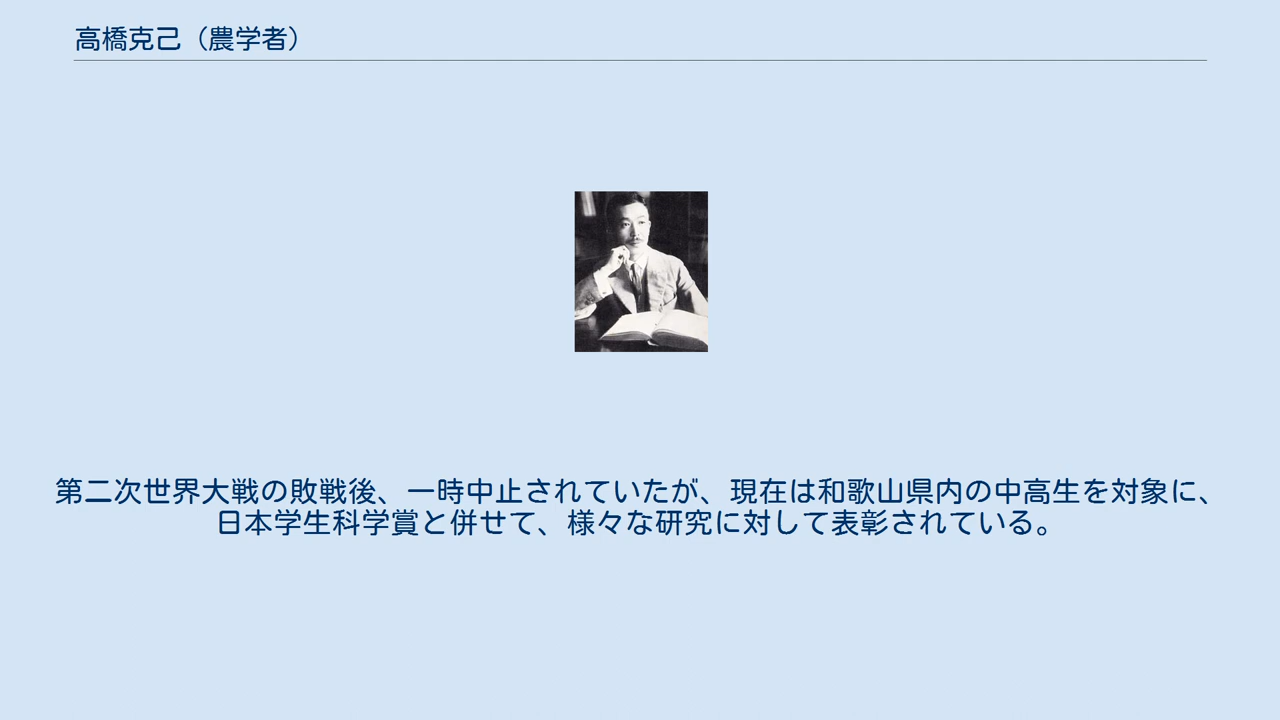 高橋克己（農学者）
第二次世界大戦の敗戦後、一時中止されていたが、現在は和歌山県内の中高生を対象に、
日本学生科学賞と併せて、様々な研究に対して表彰されている。